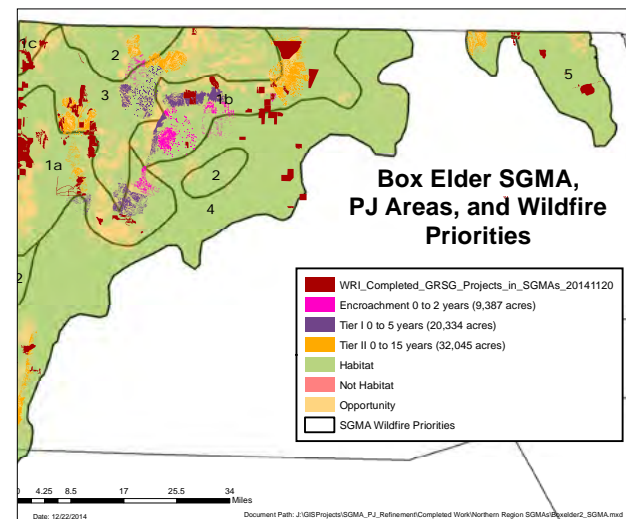 1c
2
3
1b
5
1a
2
4
2
Box Elder SGMA,
PJ Areas, and Wildfire
Priorities
WRI_Completed_GRSG_Projects_in_SGMAs_20141120
Encroachment 0 to 2 years (9,387 acres)
Tier I 0 to 5 years (20,334 acres)
Tier II 0 to 15 years (32,045 acres)
Habitat
Not Habitat
Opportunity
SGMA Wildfire Priorities
0 4.25 8.5 17 25.5 34
Miles
Date: 12/22/2014
Document Path: J:\GISProjects\SGMA_PJ_Refinement\Completed Work\Northern Region SGMAs\Boxelder2_SGMA.mxd